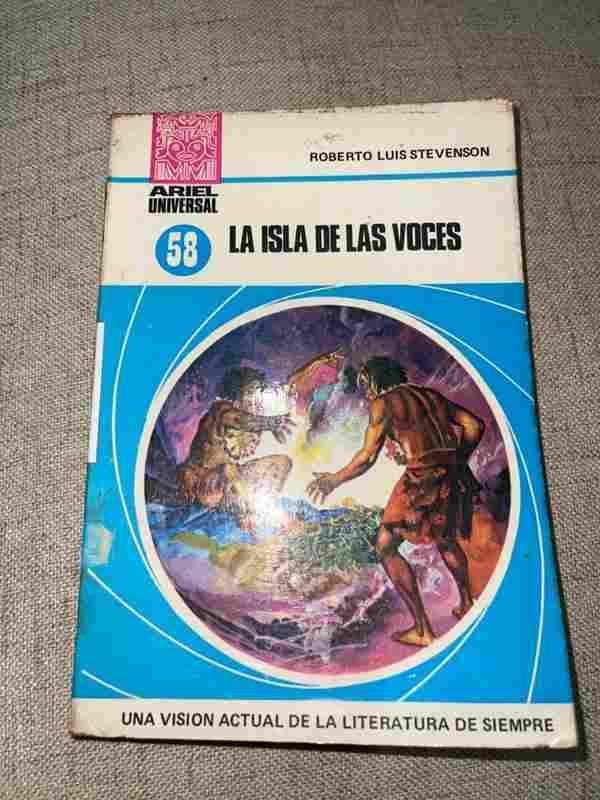 ROBERTO LUIS STEVENSON
ARIEL
UNIVERSAL
58
LA ISLA DE LAS VOCES
UNA VISION ACTUAL DE LA LITERATURA DE SIEMPRE